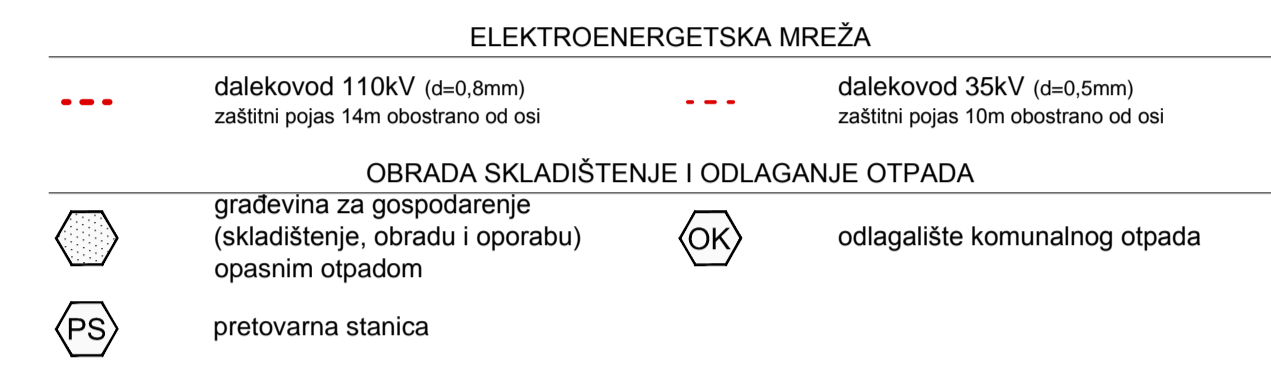 ELEKTROENERGETSKA MREŽA
dalekovod 110kV (d=0,8mm)
zaštitni pojas 14m obostrano od osi
dalekovod 35kV (d=0,5mm)
zaštitni pojas 10m obostrano od osi
OBRADA SKLADIŠTENJE I ODLAGANJE OTPADA
građevina za gospodarenje
(skladištenje, obradu i oporabu)
opasnim otpadom
OK
odlagalište komunalnog otpada
PS
pretovarna stanica